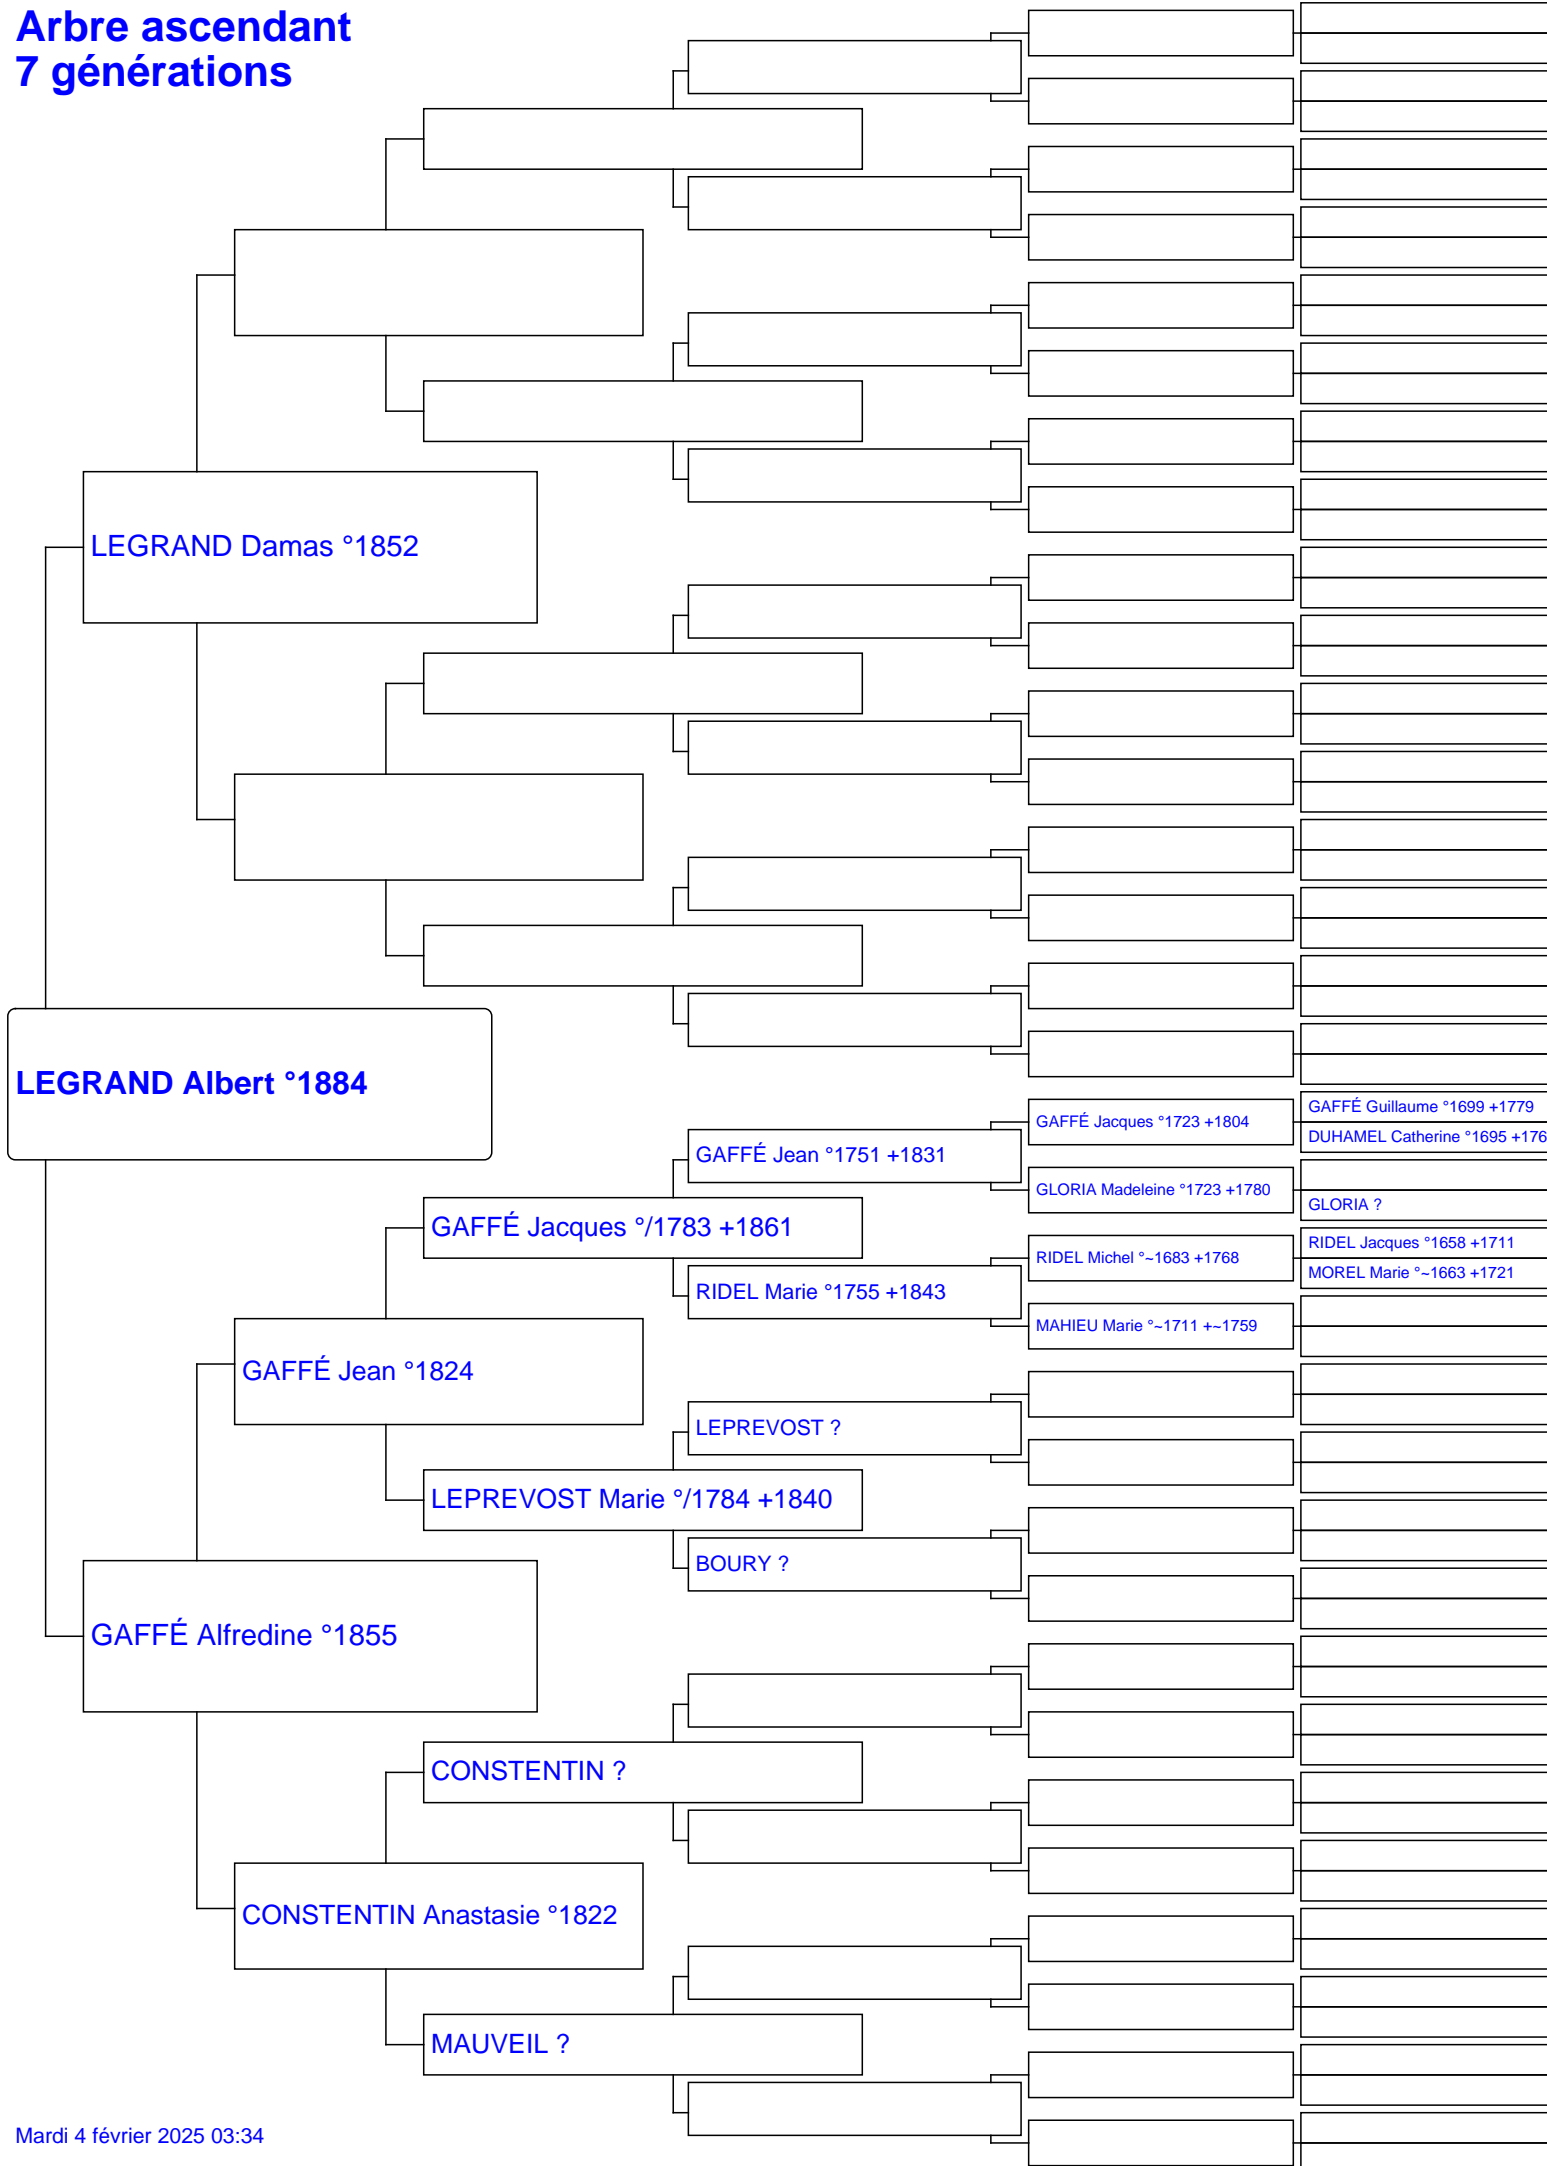 Arbre ascendant
7 générations
LEGRAND Damas °1852
LEGRAND Albert °1884
GAFFÉ Guillaume °1699 +1779
GAFFÉ Jacques °1723 +1804
DUHAMEL Catherine °1695 +176
GAFFÉ Jean °1751 +1831
GLORIA Madeleine °1723 +1780
GLORIA ?
GAFFÉ Jacques °/1783 +1861
RIDEL Jacques °1658 +1711
RIDEL Michel °~1683 +1768
MOREL Marie °~1663 +1721
RIDEL Marie °1755 +1843
MAHIEU Marie °~1711 +~1759
GAFFÉ Jean °1824
LEPREVOST ?
LEPREVOST Marie °/1784 +1840
BOURY ?
GAFFÉ Alfredine °1855
CONSTENTIN ?
CONSTENTIN Anastasie °1822
MAUVEIL ?
Mardi 4 février 2025 03:34